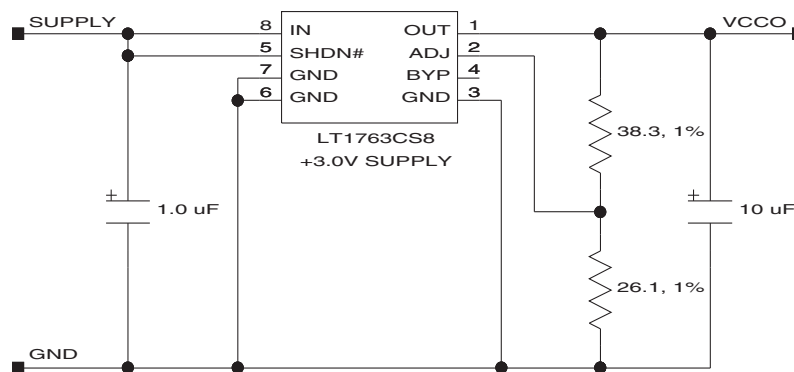 SUPPLY
8 IN OUT 1 VCCO
5 SHDN# ADJ 2
7 GND BYP 4
6 GND GND 3
LT1763CS8
+3.0V SUPPLY
38.3, 1%
+ 1.0 uF
+ 10 uF
26.1, 1%
GND